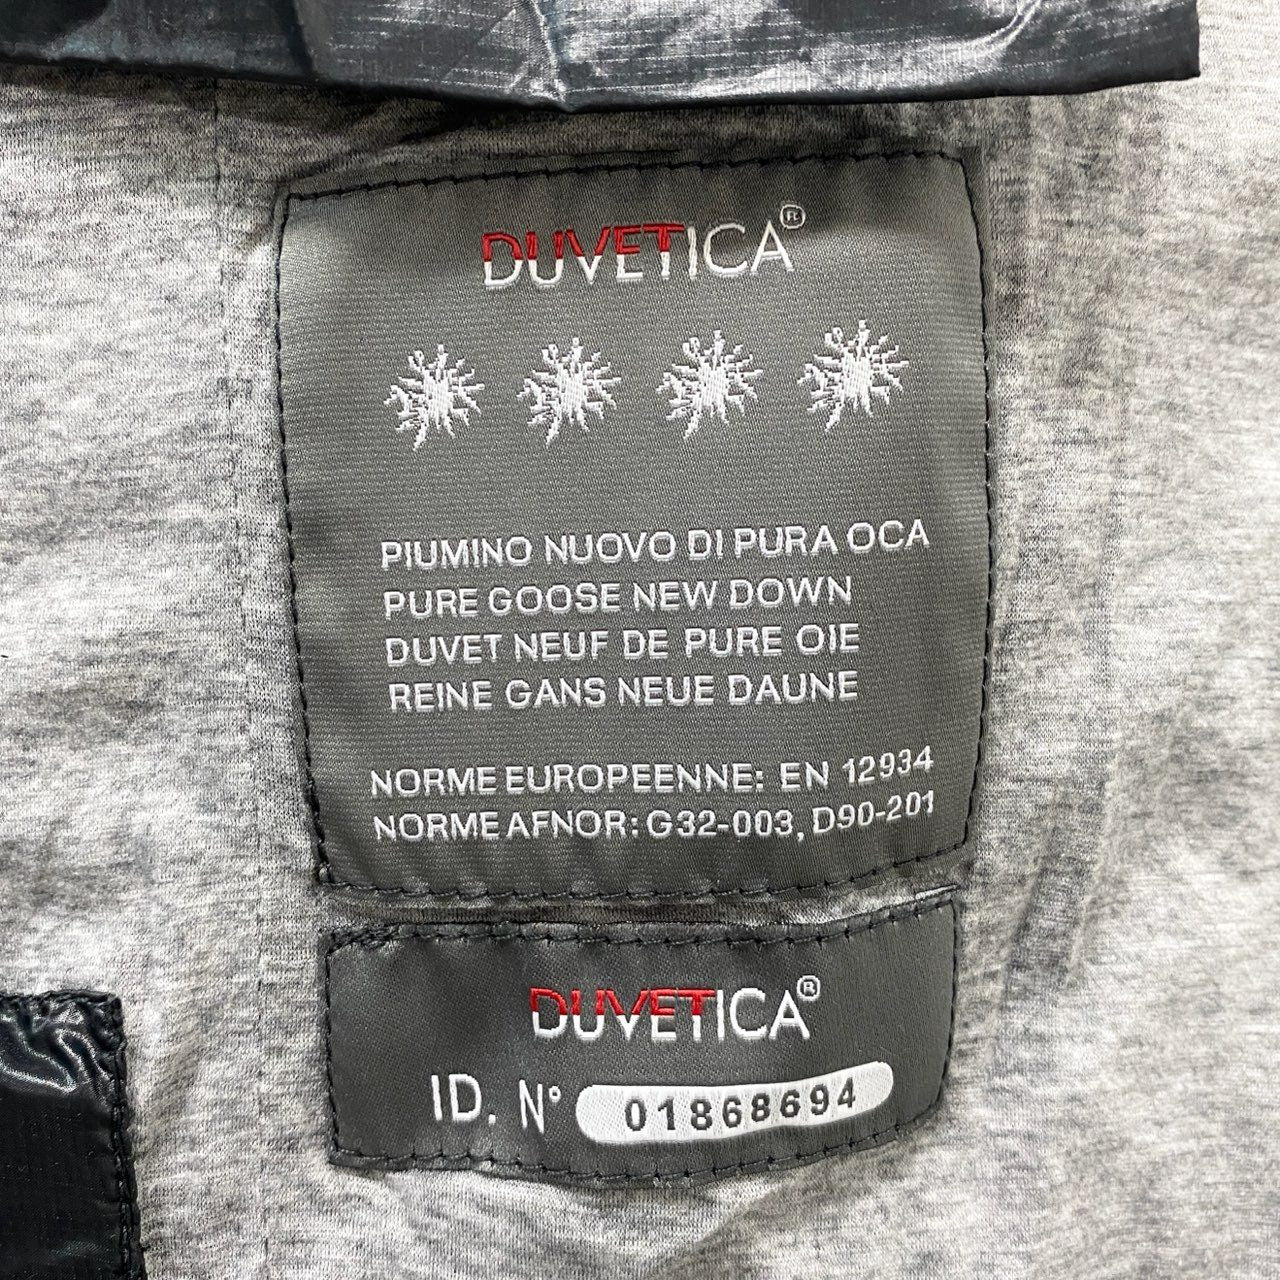 DUVETICA®
PIUMINO NUOVO DI PURA OCA
PURE GOOSE NEW DOWN
DUVET NEUF DE PURE OIE
REINE GANS NEUE DAUNE
NORME EUROPEENNE: EN 12934
NORME AFNOR: G32-003, D90-201
DUVETICA®
ID. N° 01868694